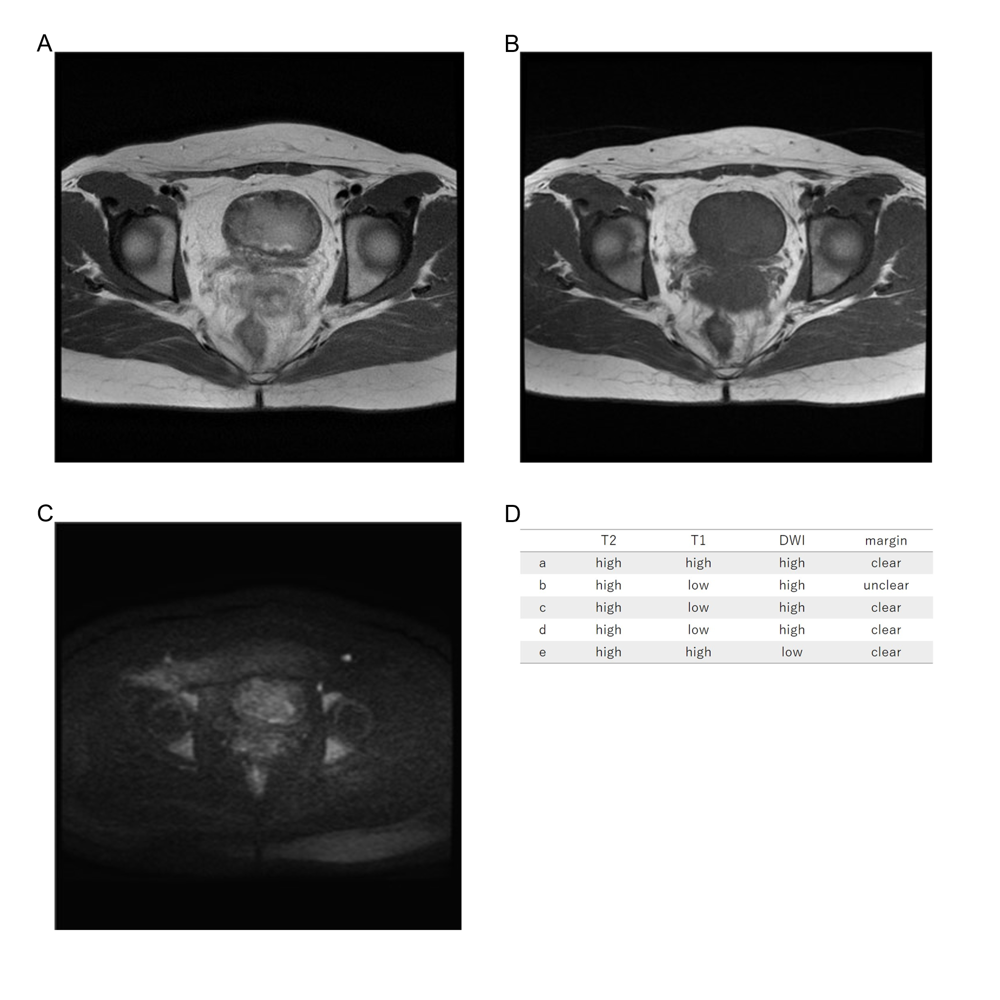 A
B
C
D
T2 T1 DWI margin
a high high high clear
b high low high unclear
c high low high clear
d high low high clear
e high high low clear